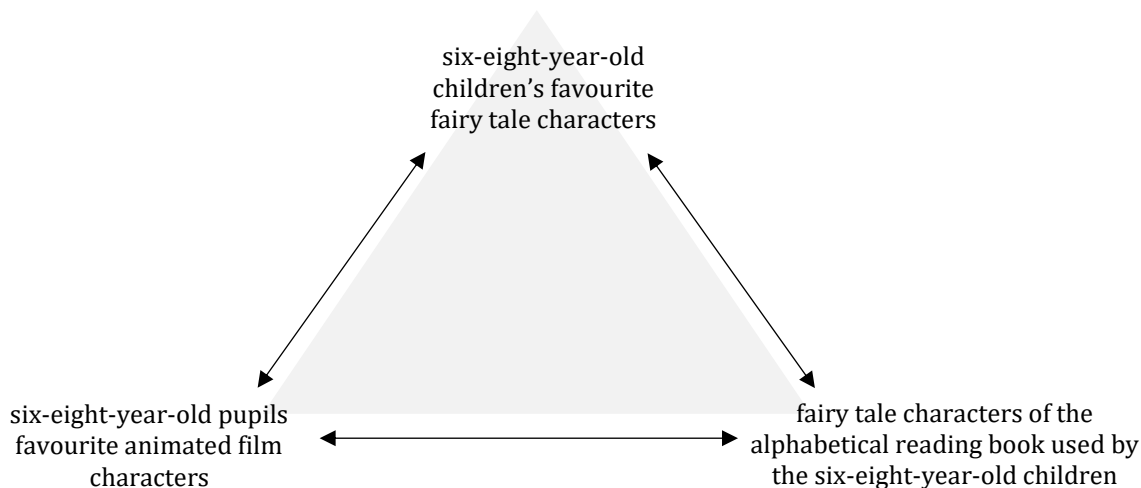 six-eight-year-old
children’s favourite
fairy tale characters
six-eight-year-old pupils
favourite animated film
characters
fairy tale characters of the
alphabetical reading book used by
the six-eight-year-old children